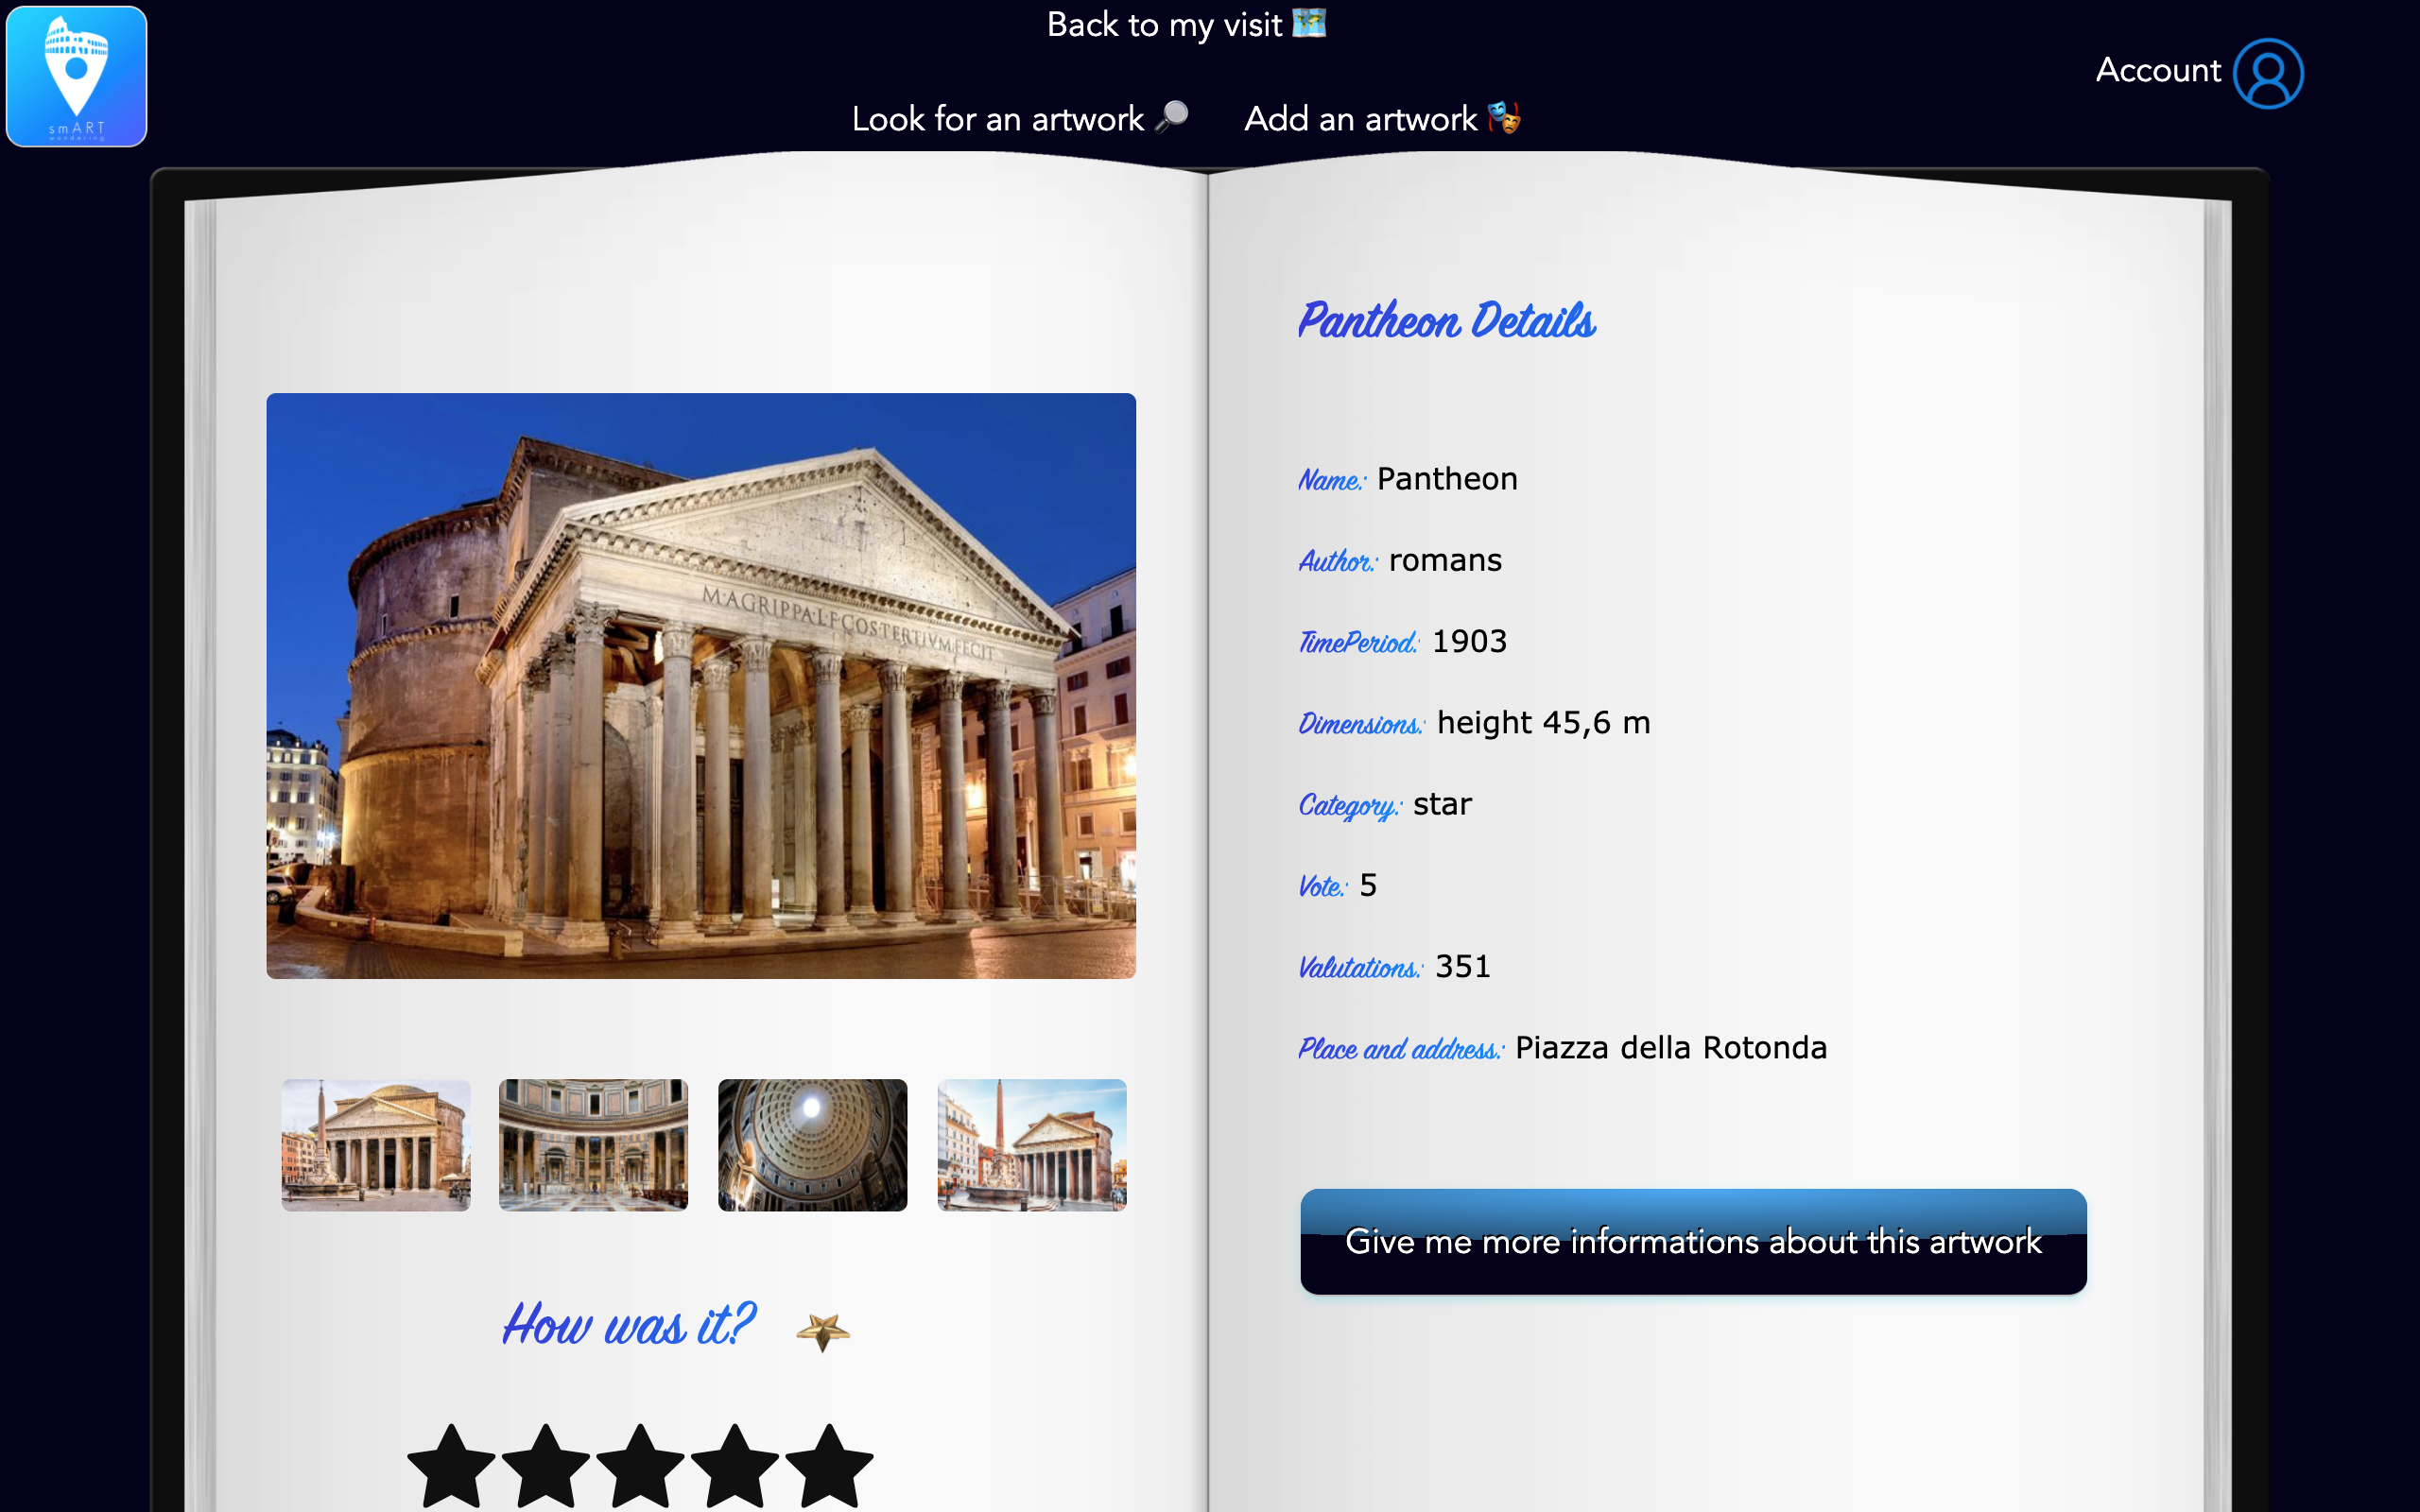 smART
wondering
Back to my visit
Look for an artwork
Add an artwork
Account
M·AGRIPPA·L·F·COS·TERTIVM·FECIT
Pantheon Details
Name: Pantheon
Author: romans
TimePeriod: 1903
Dimensions: height 45,6 m
Category: star
Vote: 5
Valutations: 351
Place and address: Piazza della Rotonda
Give me more informations about this artwork
How was it?